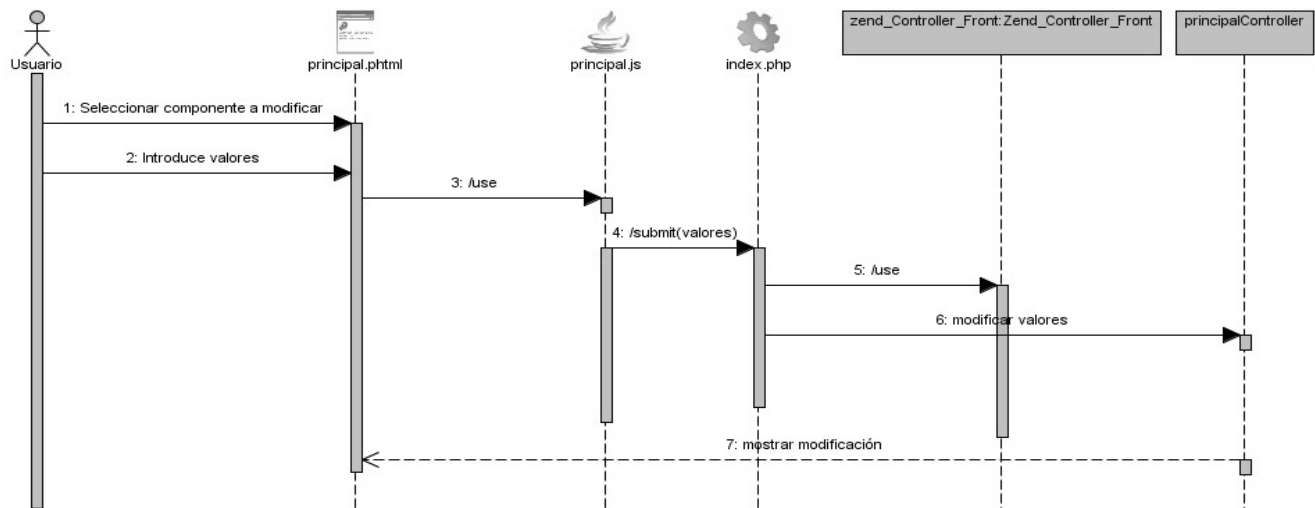 zend_Controller_Front:Zend_Controller_Front
principalController
Usuario
principal.phtml
principal.js
index.php
1: Seleccionar componente a modificar
2: Introduce valores
3: /use
4: /submit(valores)
5: /use
6: modificar valores
7: mostrar modificación